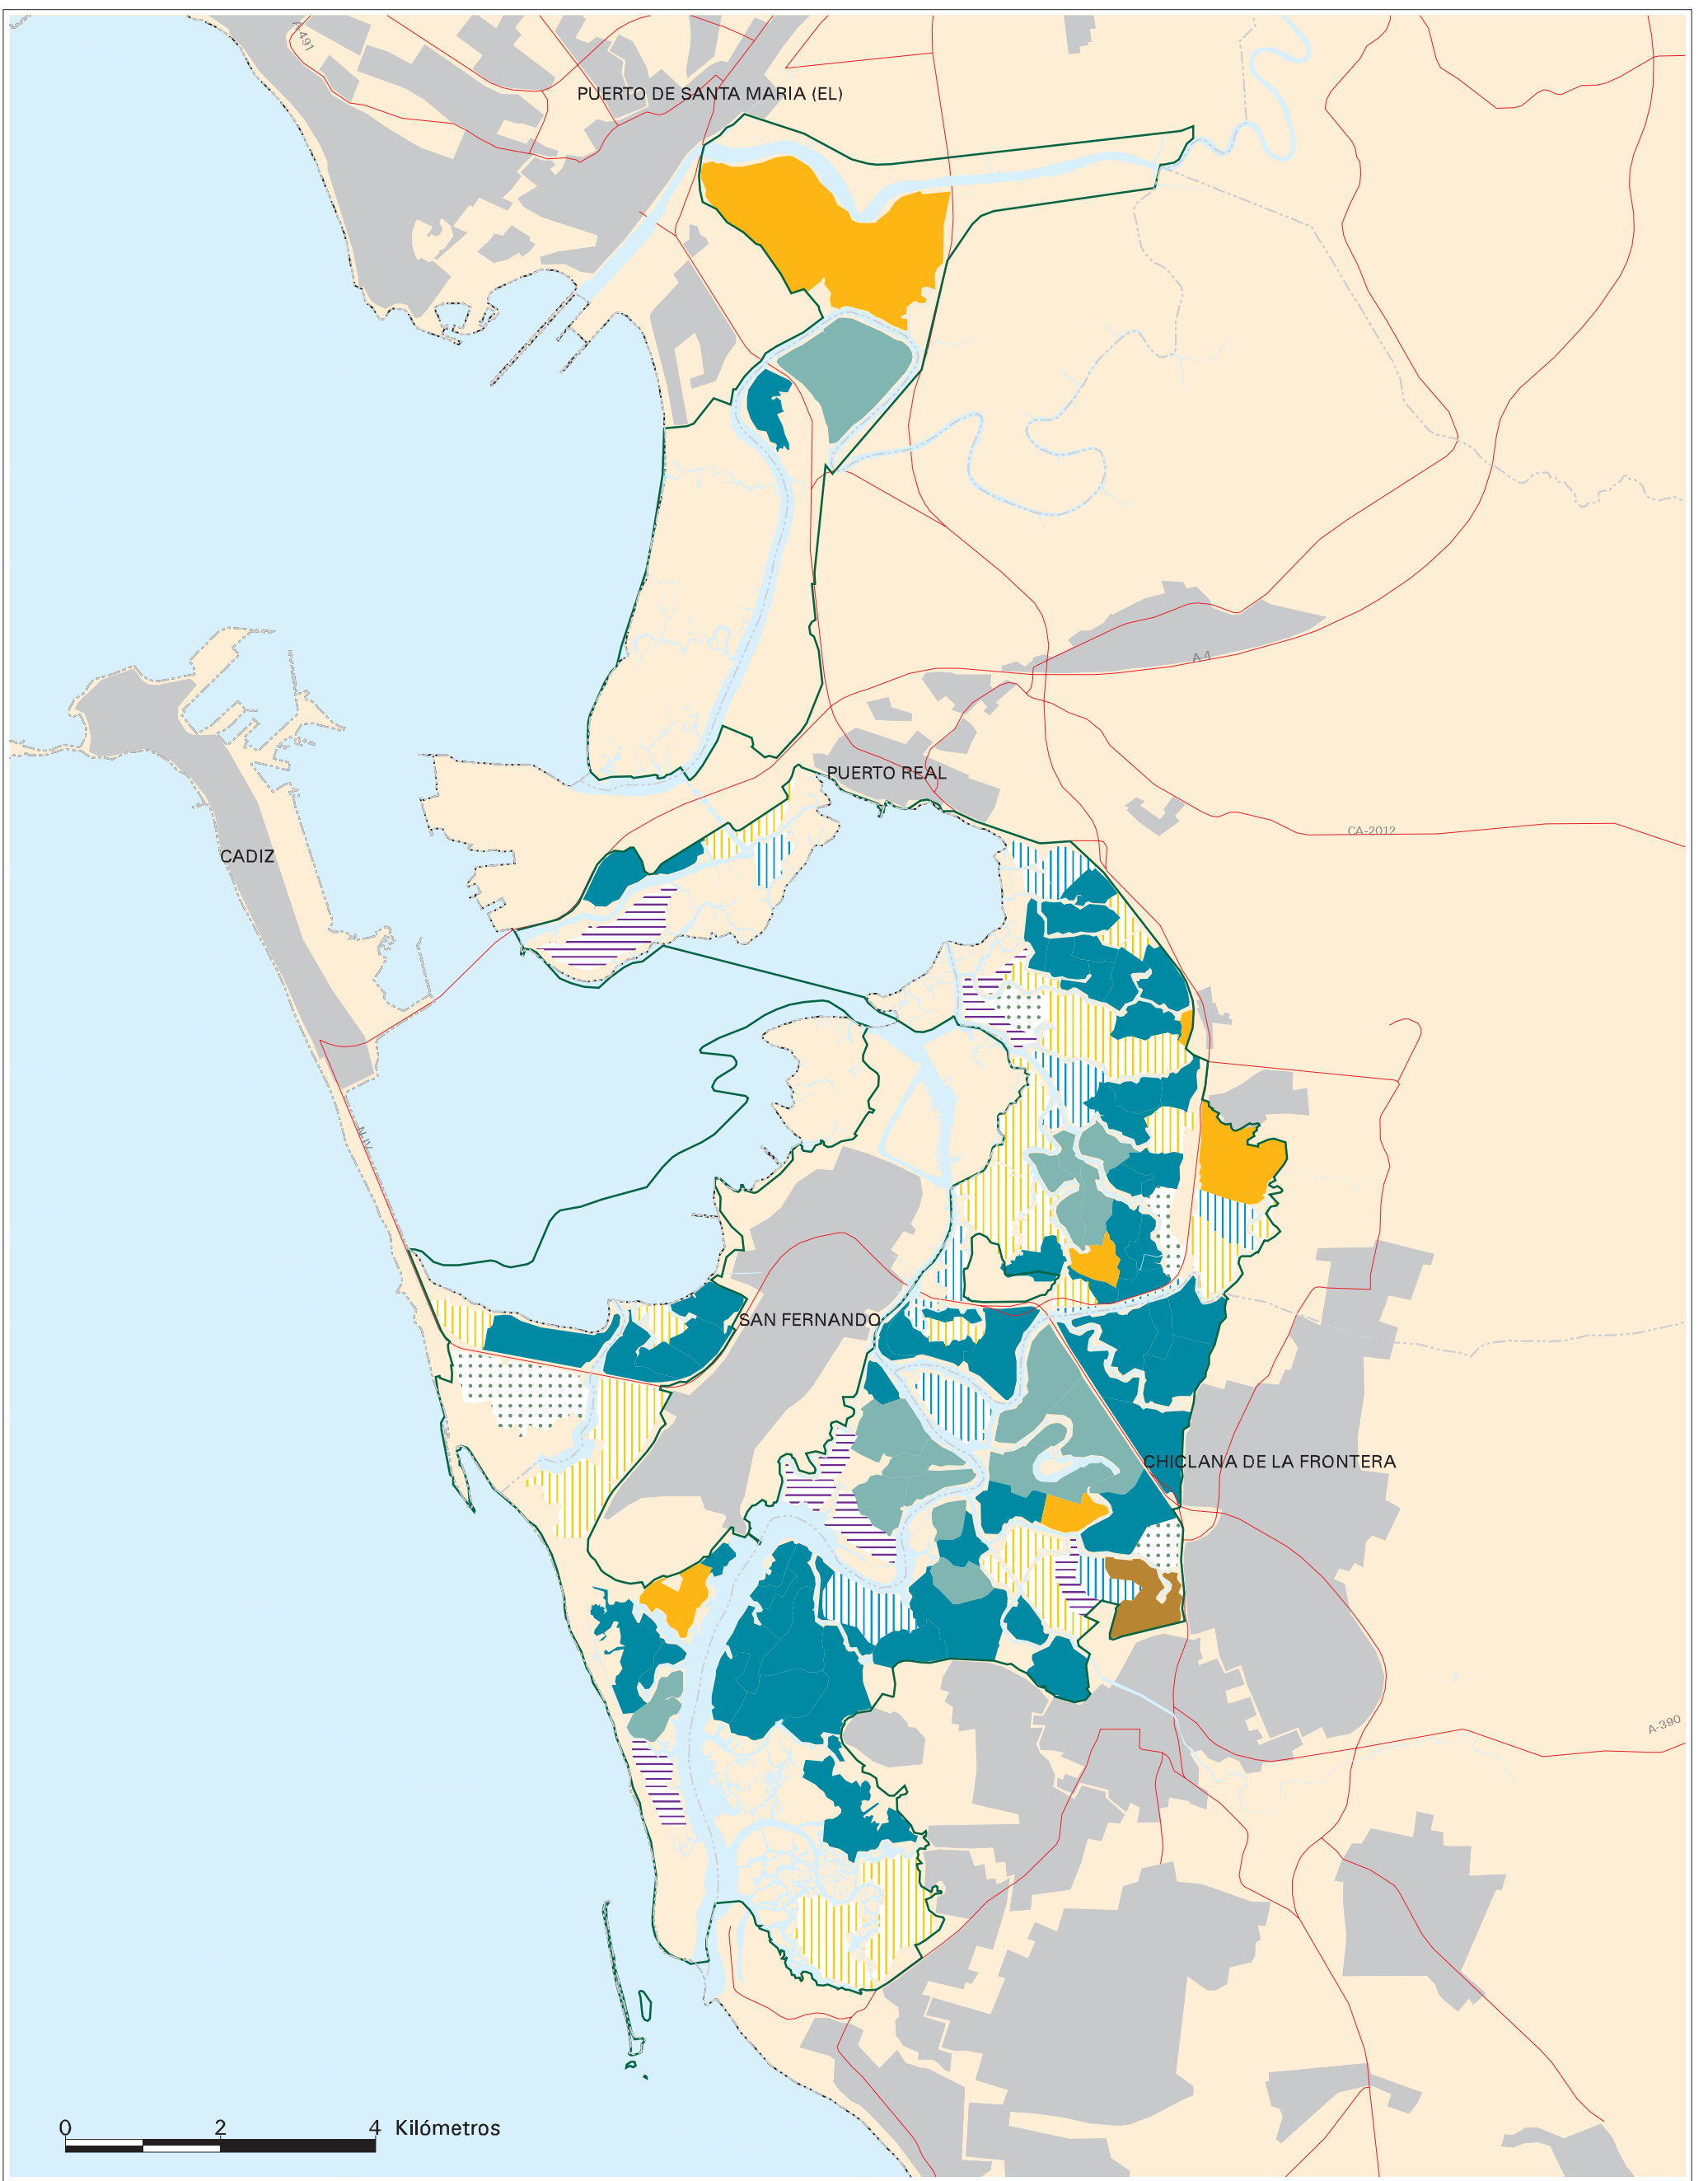 A-491
PUERTO DE SANTA MARIA (EL)
A-4
PUERTO REAL
CA-2012
CADIZ
N-IV
SAN FERNANDO
CHICLANA DE LA FRONTERA
A-390
0 2 4 Kilómetros